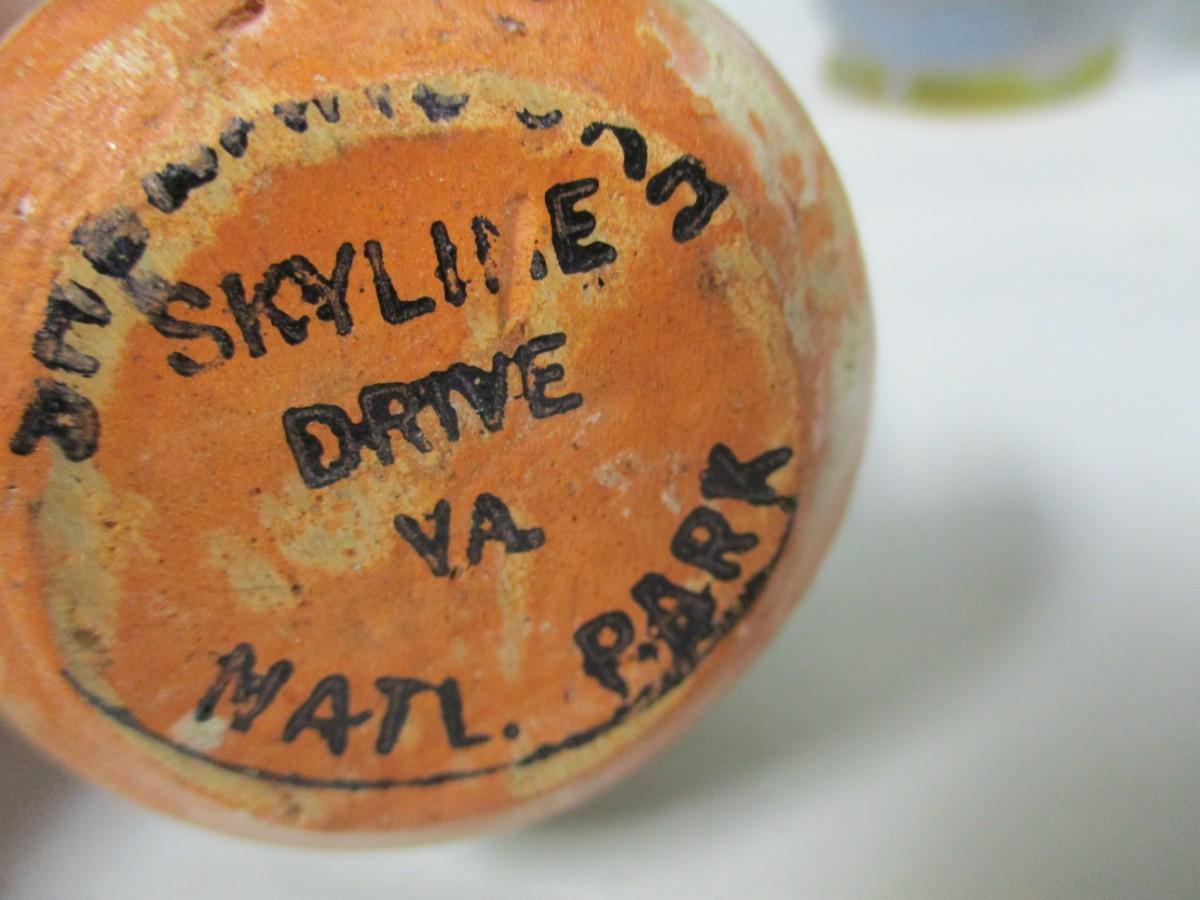 SKYLINE
DRIVE
VA.
NATL. PARK